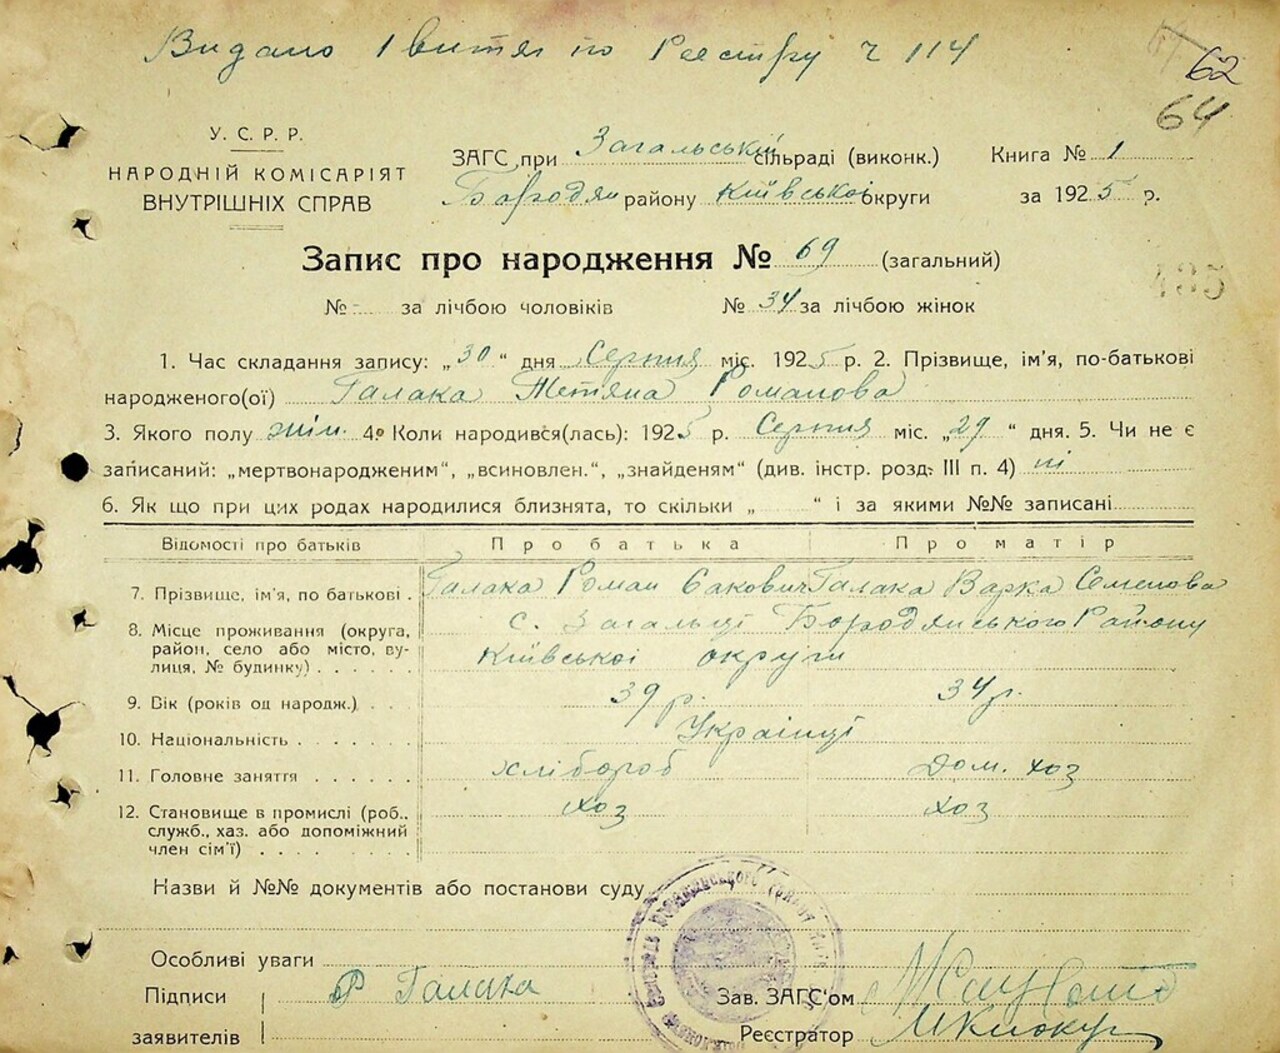 Видано 1 витяг по Реєстру Ч 114
62
64
У. С. Р. Р.
НАРОДНІЙ КОМІСАРІЯТ
ВНУТРІШНІХ СПРАВ
ЗАГС при Загальській сільраді (виконк.) Книга № 1
Бородян району Київської округи за 1925 р.
Запис про народження № 69 (загальний)
№ - за лічбою чоловіків № 34 за лічбою жінок
1. Час складання запису: „30“ дня Серпня міс. 1925 р. 2. Прізвище, ім'я, по-батькові
народженого(ої) Галака Тетяна Романова
3. Якого полу жін. 4. Коли народився(лась): 1925 р. Серпня міс. „29“ дня. 5. Чи не є
записаний: „мертвонародженим“, „всиновлен.“, „знайденям“ (див. інстр. розд. III п. 4) ні
6. Як що при цих родах народилися близнята, то скільки „ “ і за якими №№ записані
Відомості про батьків Про батька Про матір
7. Прізвище, ім'я, по батькові . Галака Роман Сакович Галака Варка Семенова
8. Місце проживання (округа, с. Загальці Бородянського Району
район, село або місто, ву-
лиця, № будинку) . . . . . . Київської округи
9. Вік (років од народж.) . . . 39 р. 34 р.
10. Національність . . . . . . . Українці
11. Головне заняття . . . . . . хлібороб Дом. хоз
12. Становище в промислі (роб., хоз хоз
служб., хаз. або допоміжний
член сім'ї) . . . . . . . .
Назви й №№ документів або постанови суду
Особливі уваги
Підписи Р Галака Зав. ЗАГС'ом
заявителів Реєстратор